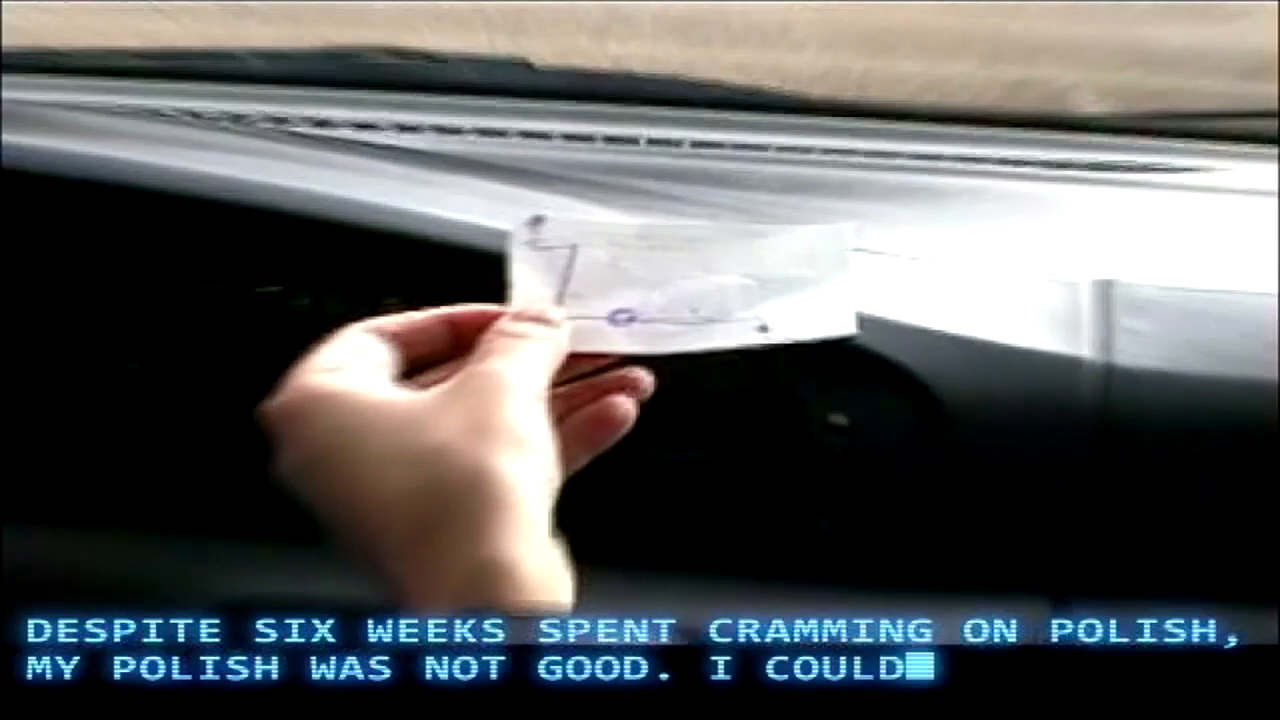 DESPITE SIX WEEKS SPENT CRAMMING ON POLISH,
MY POLISH WAS NOT GOOD. I COULD